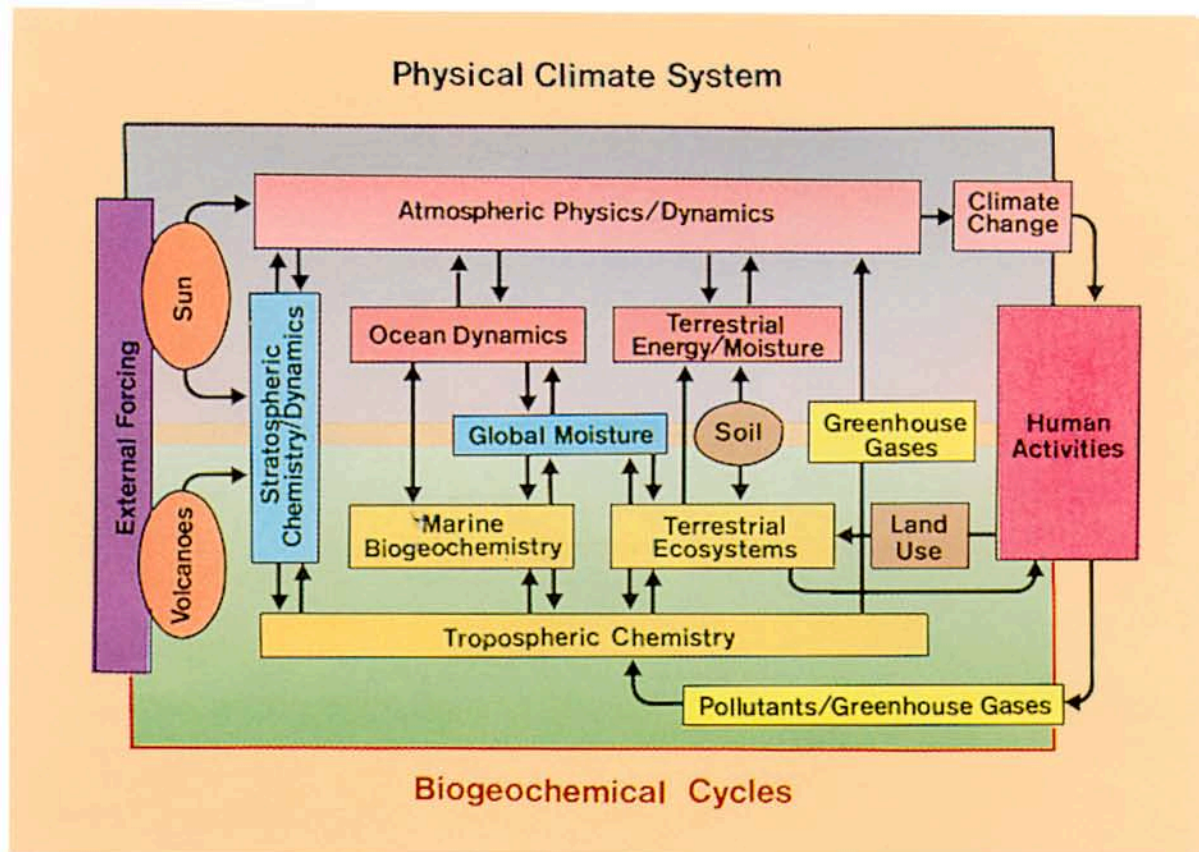 Physical Climate System
Atmospheric Physics/Dynamics
Climate
Change
External Forcing
Sun
Volcanoes
Stratospheric
Chemistry/Dynamics
Ocean Dynamics
Terrestrial
Energy/Moisture
Global Moisture
Soil
Greenhouse
Gases
Human
Activities
Marine
Biogeochemistry
Terrestrial
Ecosystems
Land
Use
Tropospheric Chemistry
Pollutants/Greenhouse Gases
Biogeochemical Cycles